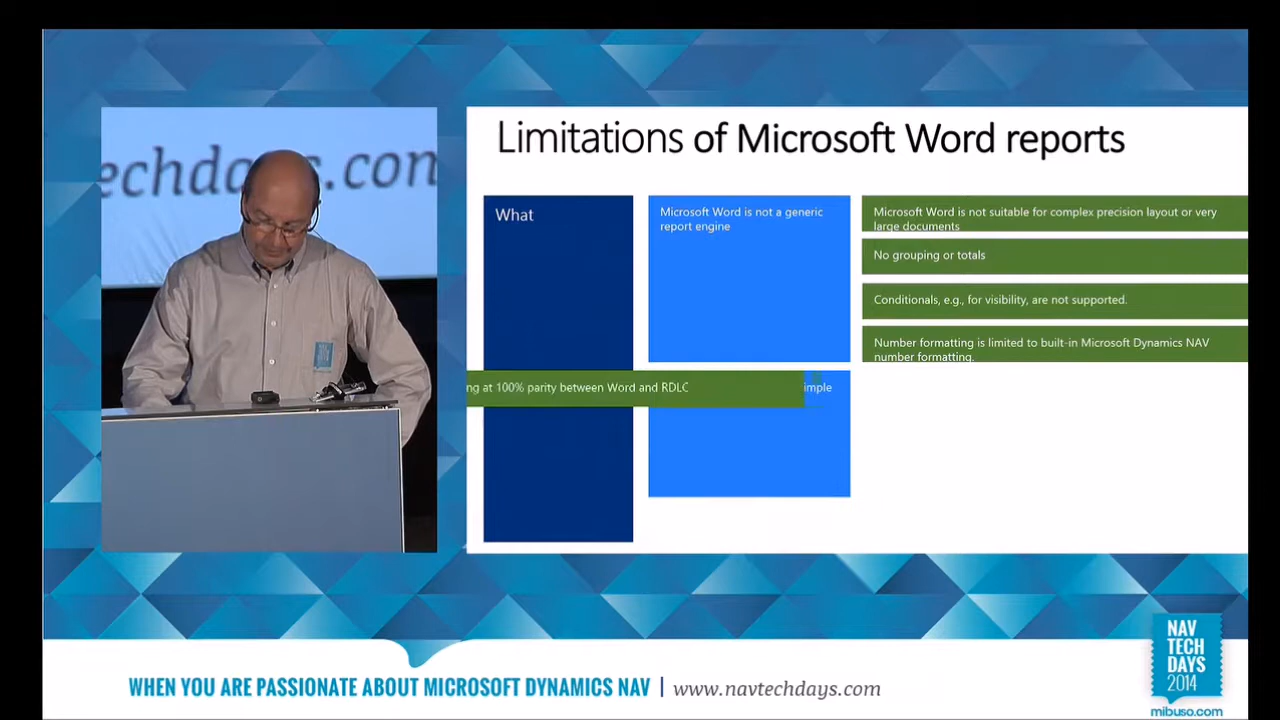 techdays.com
Limitations of Microsoft Word reports
What
Microsoft Word is not a generic
report engine
Microsoft Word is not suitable for complex precision layout or very
large documents
No grouping or totals
Conditionals, e.g., for visibility, are not supported.
Number formatting is limited to built-in Microsoft Dynamics NAV
number formatting.
ng at 100% parity between Word and RDLC
imple
NAV
TECH
DAYS
2014
mibuso.com
WHEN YOU ARE PASSIONATE ABOUT MICROSOFT DYNAMICS NAV | www.navtechdays.com